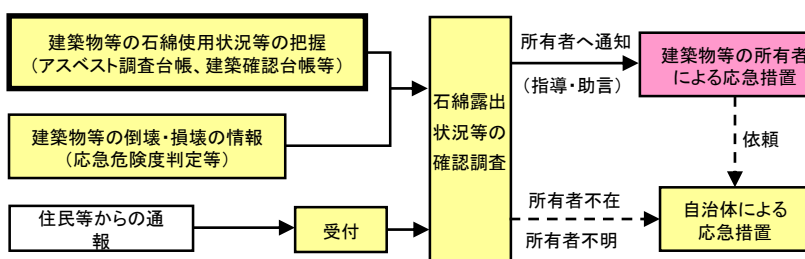 建築物等の石綿使用状況等の把握
（アスベスト調査台帳、建築確認台帳等）
建築物等の倒壊・損壊の情報
（応急危険度判定等）
住民等からの通
報
受付
石綿露出
状況等の
確認調査
所有者へ通知
（指導・助言）
所有者不在
所有者不明
建築物等の所有者
による応急措置
依頼
自治体による
応急措置